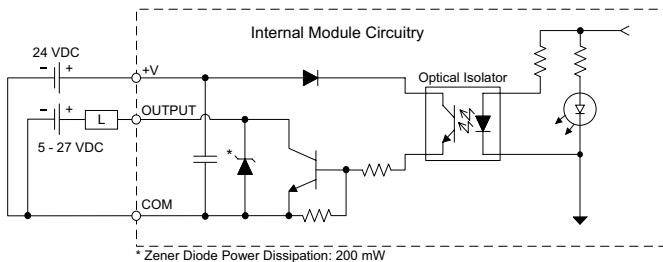 Internal Module Circuitry
24 VDC
- +
+V
Optical Isolator
- +
OUTPUT
L
5 - 27 VDC
*
COM
* Zener Diode Power Dissipation: 200 mW